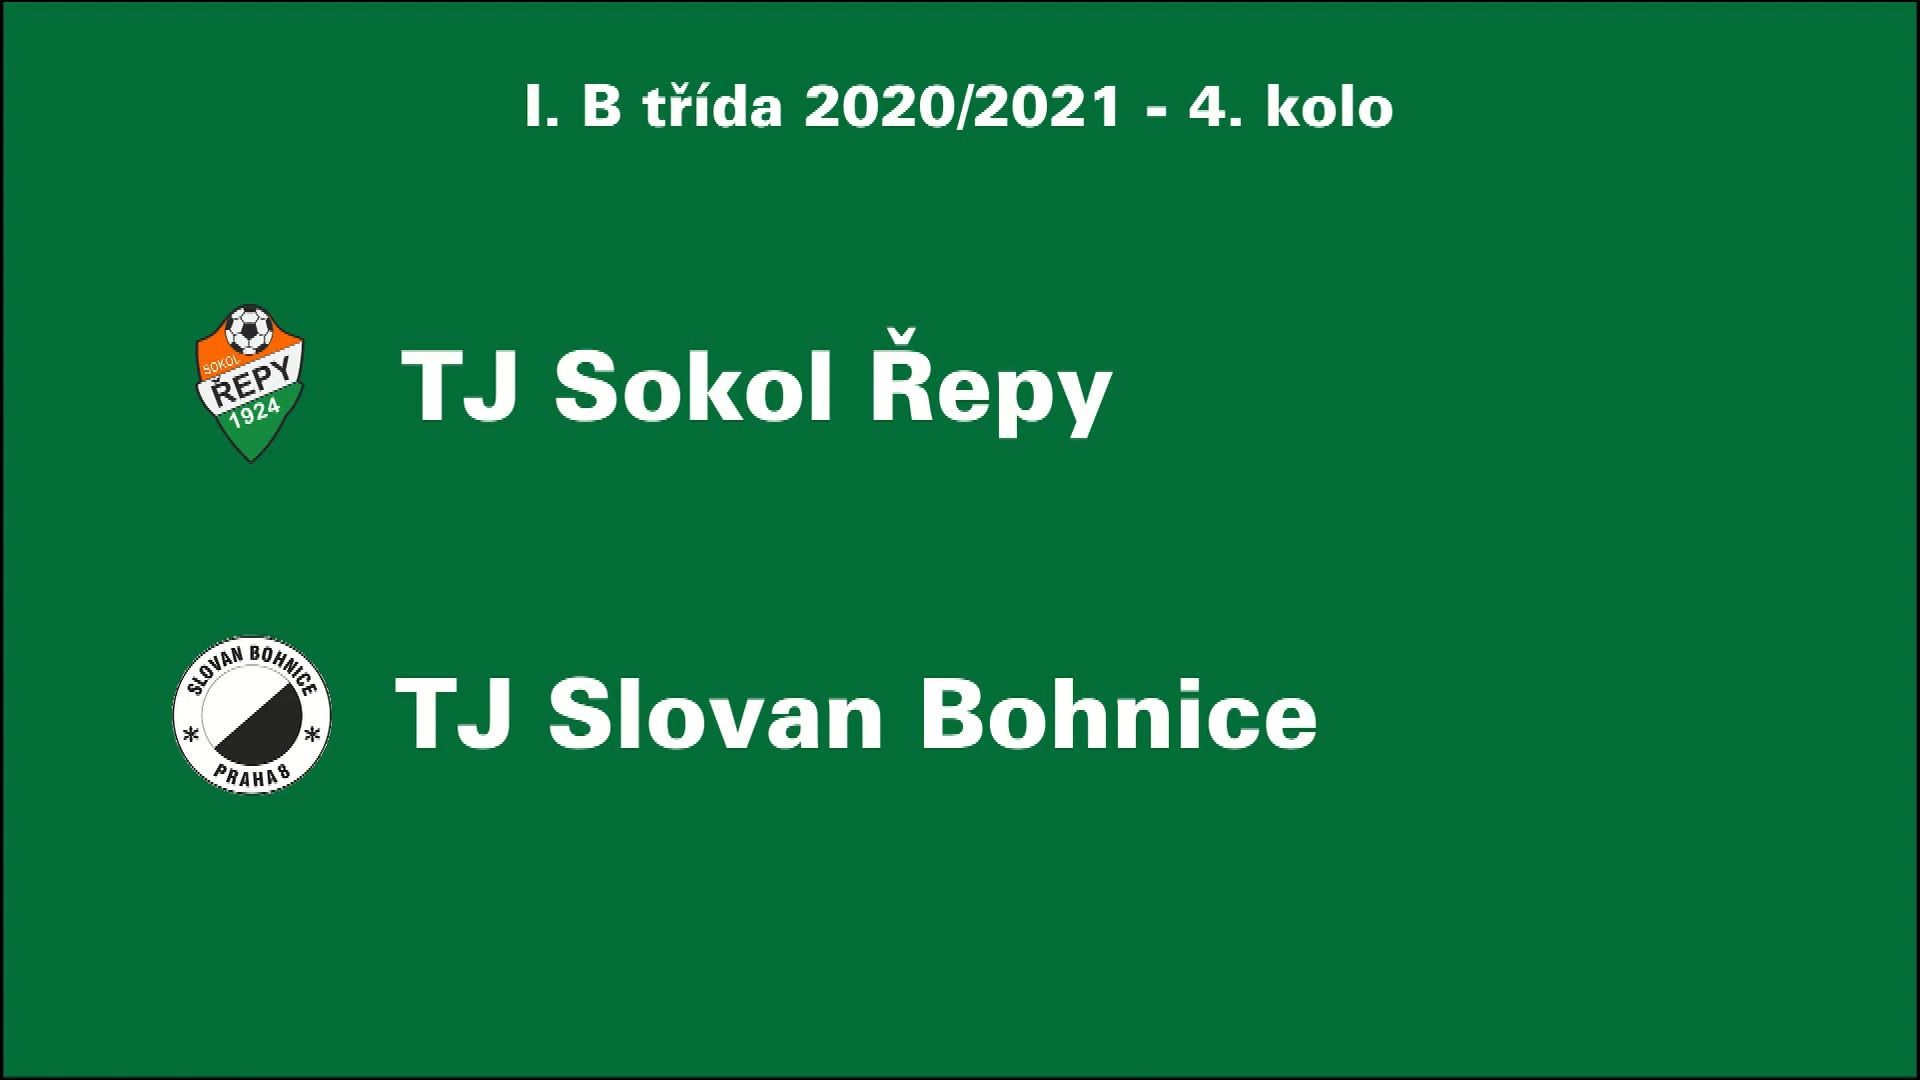 I. B třída 2020/2021 - 4. kolo
SOKOL
ŘEPY
1924
TJ Sokol Řepy
SLOVAN BOHNICE
* *
PRAHA 8
TJ Slovan Bohnice